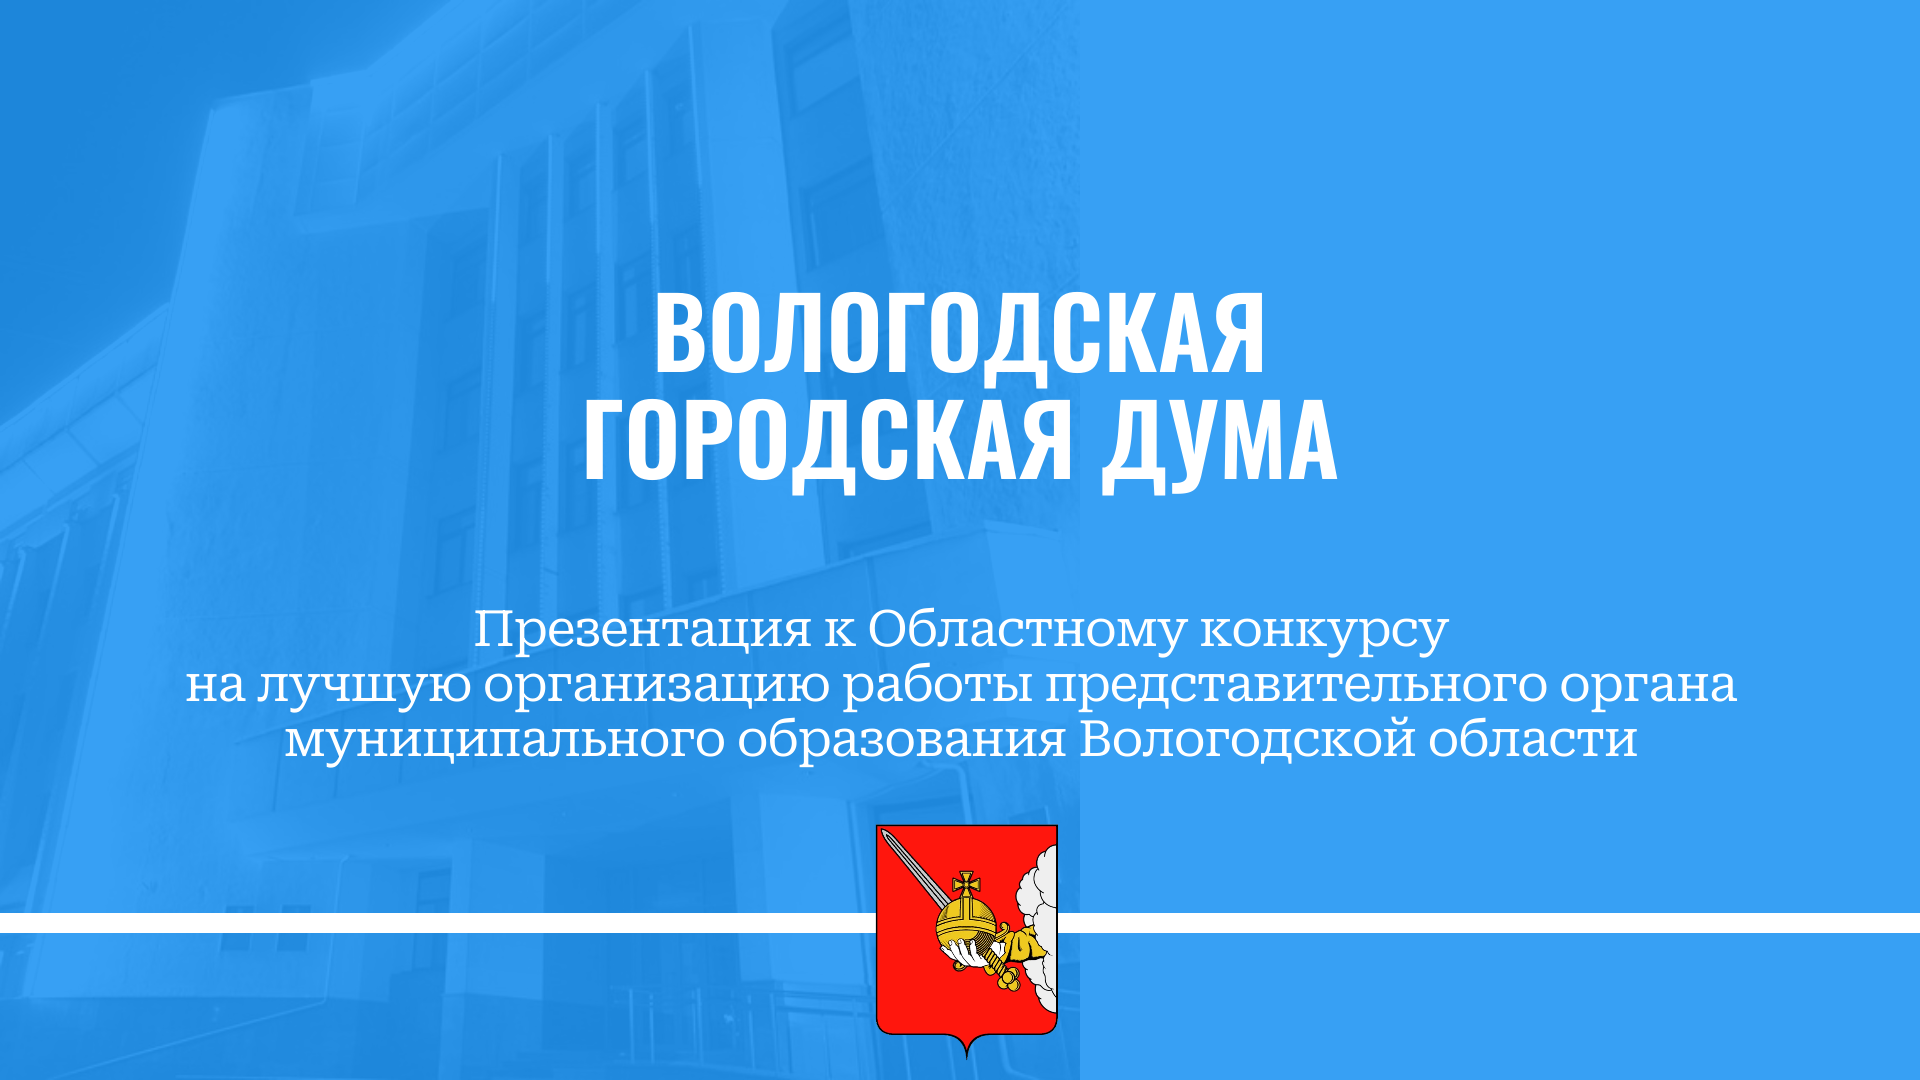 ВОЛОГОДСКАЯ
ГОРОДСКАЯ ДУМА
Презентация к Областному конкурсу
на лучшую организацию работы представительного органа
муниципального образования Вологодской области